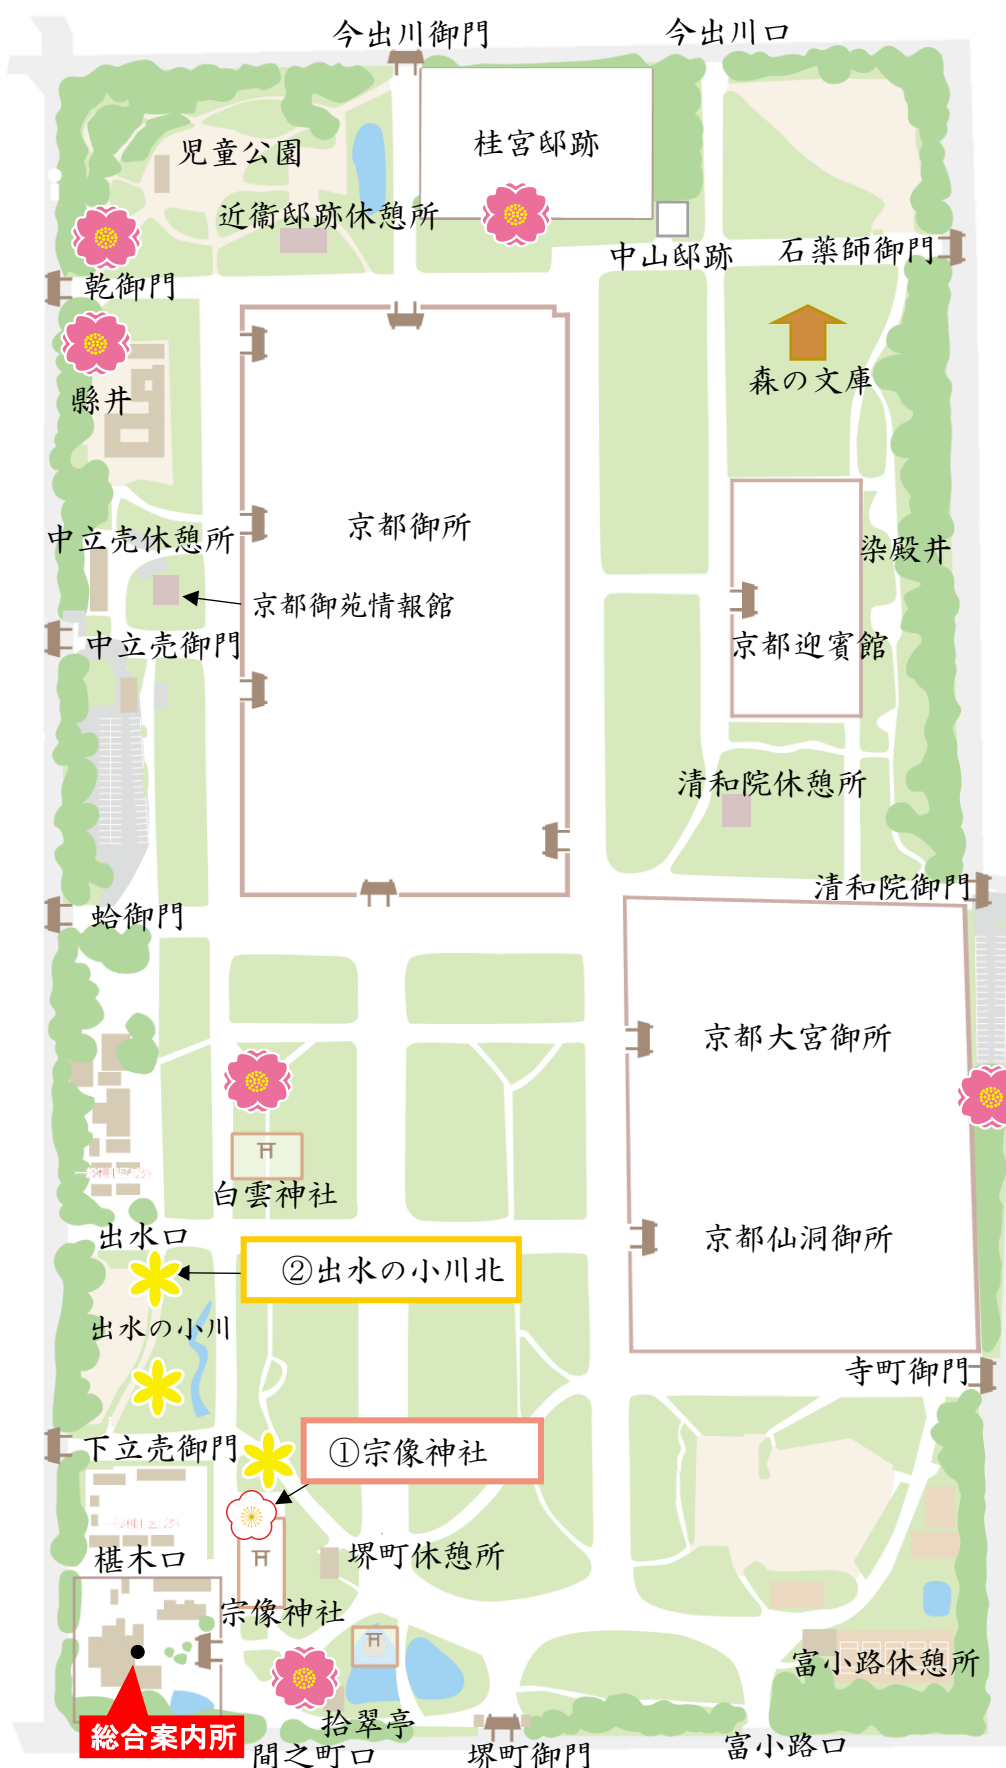 今出川御門
今出川口
児童公園
桂宮邸跡
近衞邸跡休憩所
中山邸跡
石薬師御門
乾御門
森の文庫
縣井
中立売休憩所
京都御所
染殿井
京都御苑情報館
中立売御門
京都迎賓館
清和院休憩所
清和院御門
蛤御門
京都大宮御所
白雲神社
出水口
京都仙洞御所
②出水の小川北
出水の小川
寺町御門
下立売御門
①宗像神社
椹木口
堺町休憩所
宗像神社
富小路休憩所
拾翠亭
総合案内所
間之町口
堺町御門
富小路口